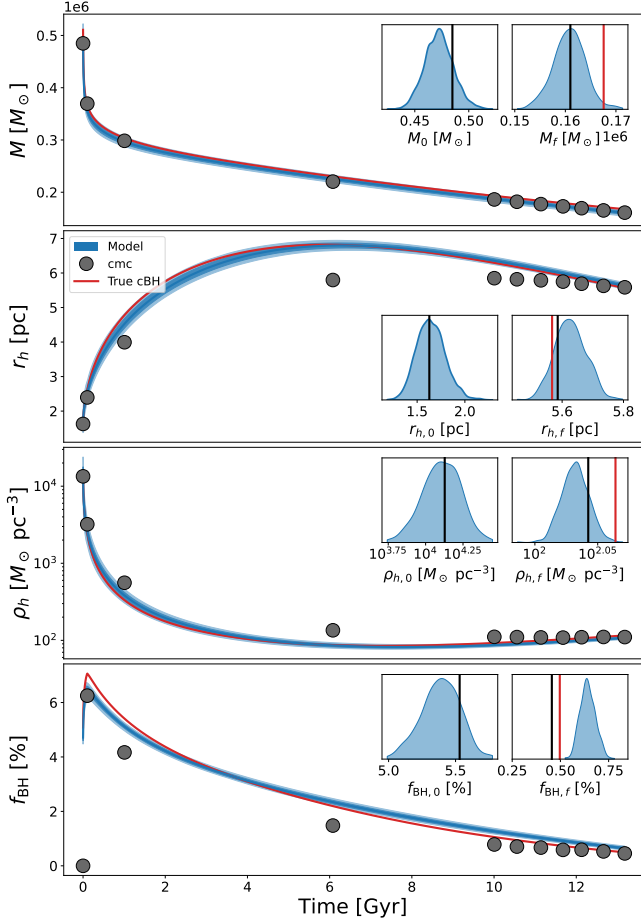 1e6
0.5
0.4
0.3
0.2
M [M⊙]
0.45 0.50
M₀ [M⊙]
0.15 0.16 0.17
M_f [M⊙] 1e6
7
6
5
4
3
2
r_h [pc]
Model
cmc
True cBH
1.5 2.0
r_h,0 [pc]
5.6 5.8
r_h,f [pc]
10⁴
10³
10²
ρ_h [M⊙ pc⁻³]
10^3.75 10⁴ 10^4.25
ρ_h,0 [M⊙ pc⁻³]
10² 10^2.05
ρ_h,f [M⊙ pc⁻³]
6
4
2
0
f_BH [%]
5.0 5.5
f_BH,0 [%]
0.25 0.50 0.75
f_BH,f [%]
0 2 4 6 8 10 12
Time [Gyr]